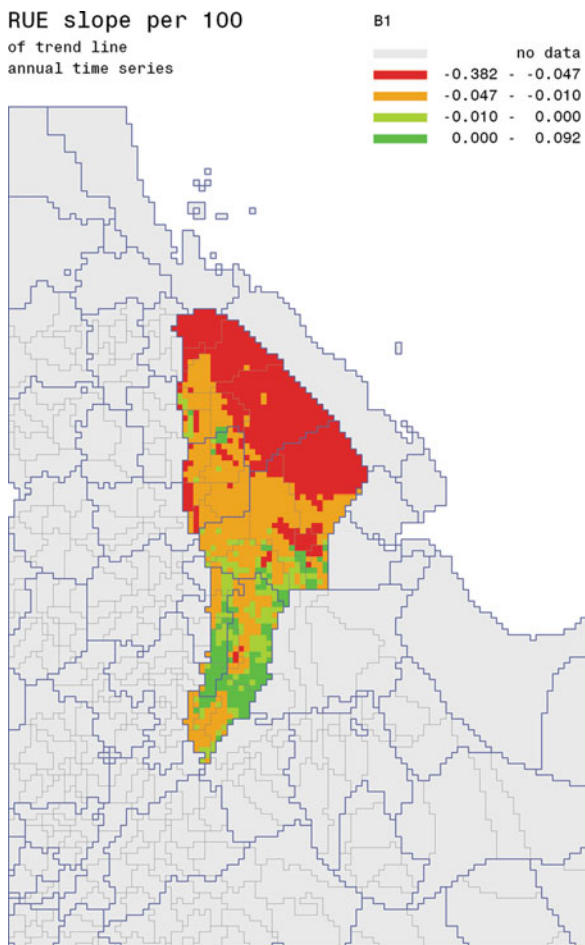 RUE slope per 100
of trend line
annual time series
B1
no data
-0.382 - -0.047
-0.047 - -0.010
-0.010 - 0.000
0.000 - 0.092